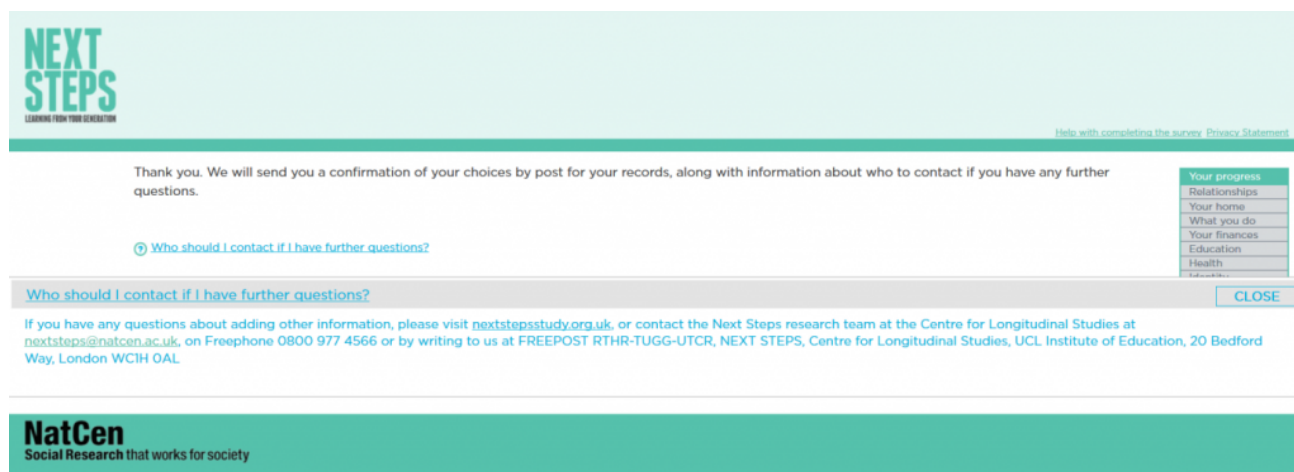 NEXT
STEPS
LEARNING FROM YOUR GENERATION
Help with completing the survey Privacy Statement
Thank you. We will send you a confirmation of your choices by post for your records, along with information about who to contact if you have any further
questions.
Who should I contact if I have further questions?
Your progress
Relationships
Your home
What you do
Your finances
Education
Health
Identity
Who should I contact if I have further questions?
CLOSE
If you have any questions about adding other information, please visit nextstepsstudy.org.uk, or contact the Next Steps research team at the Centre for Longitudinal Studies at
nextsteps@natcen.ac.uk, on Freephone 0800 977 4566 or by writing to us at FREEPOST RTHR-TUGG-UTCR, NEXT STEPS, Centre for Longitudinal Studies, UCL Institute of Education, 20 Bedford
Way, London WC1H 0AL
NatCen
Social Research that works for society